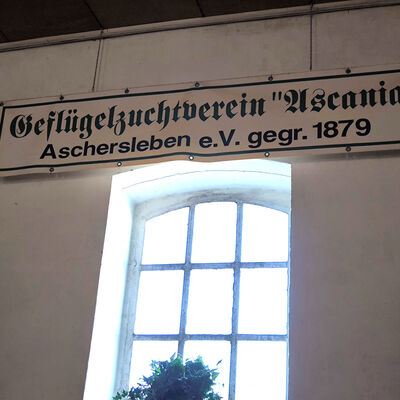 Geflügelzuchtverein "Ascania
Aschersleben e.V. gegr. 1879